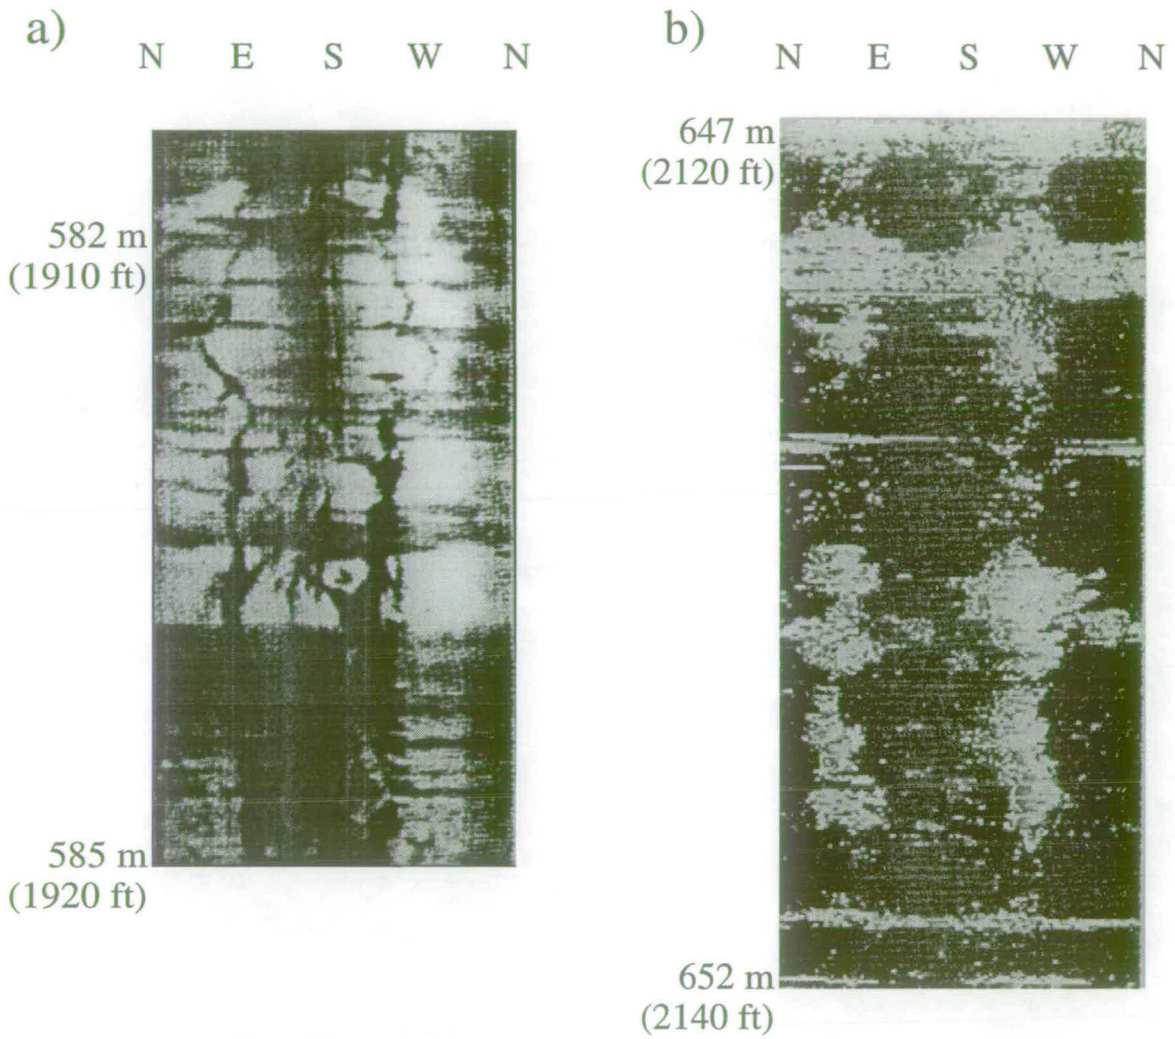 a)
N E S W N
582 m
(1910 ft)
585 m
(1920 ft)
b)
N E S W N
647 m
(2120 ft)
652 m
(2140 ft)